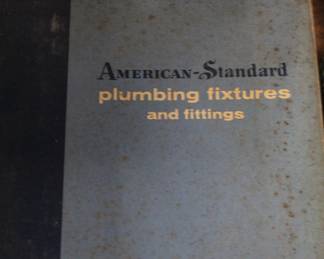 AMERICAN-Standard
plumbing fixtures
and fittings